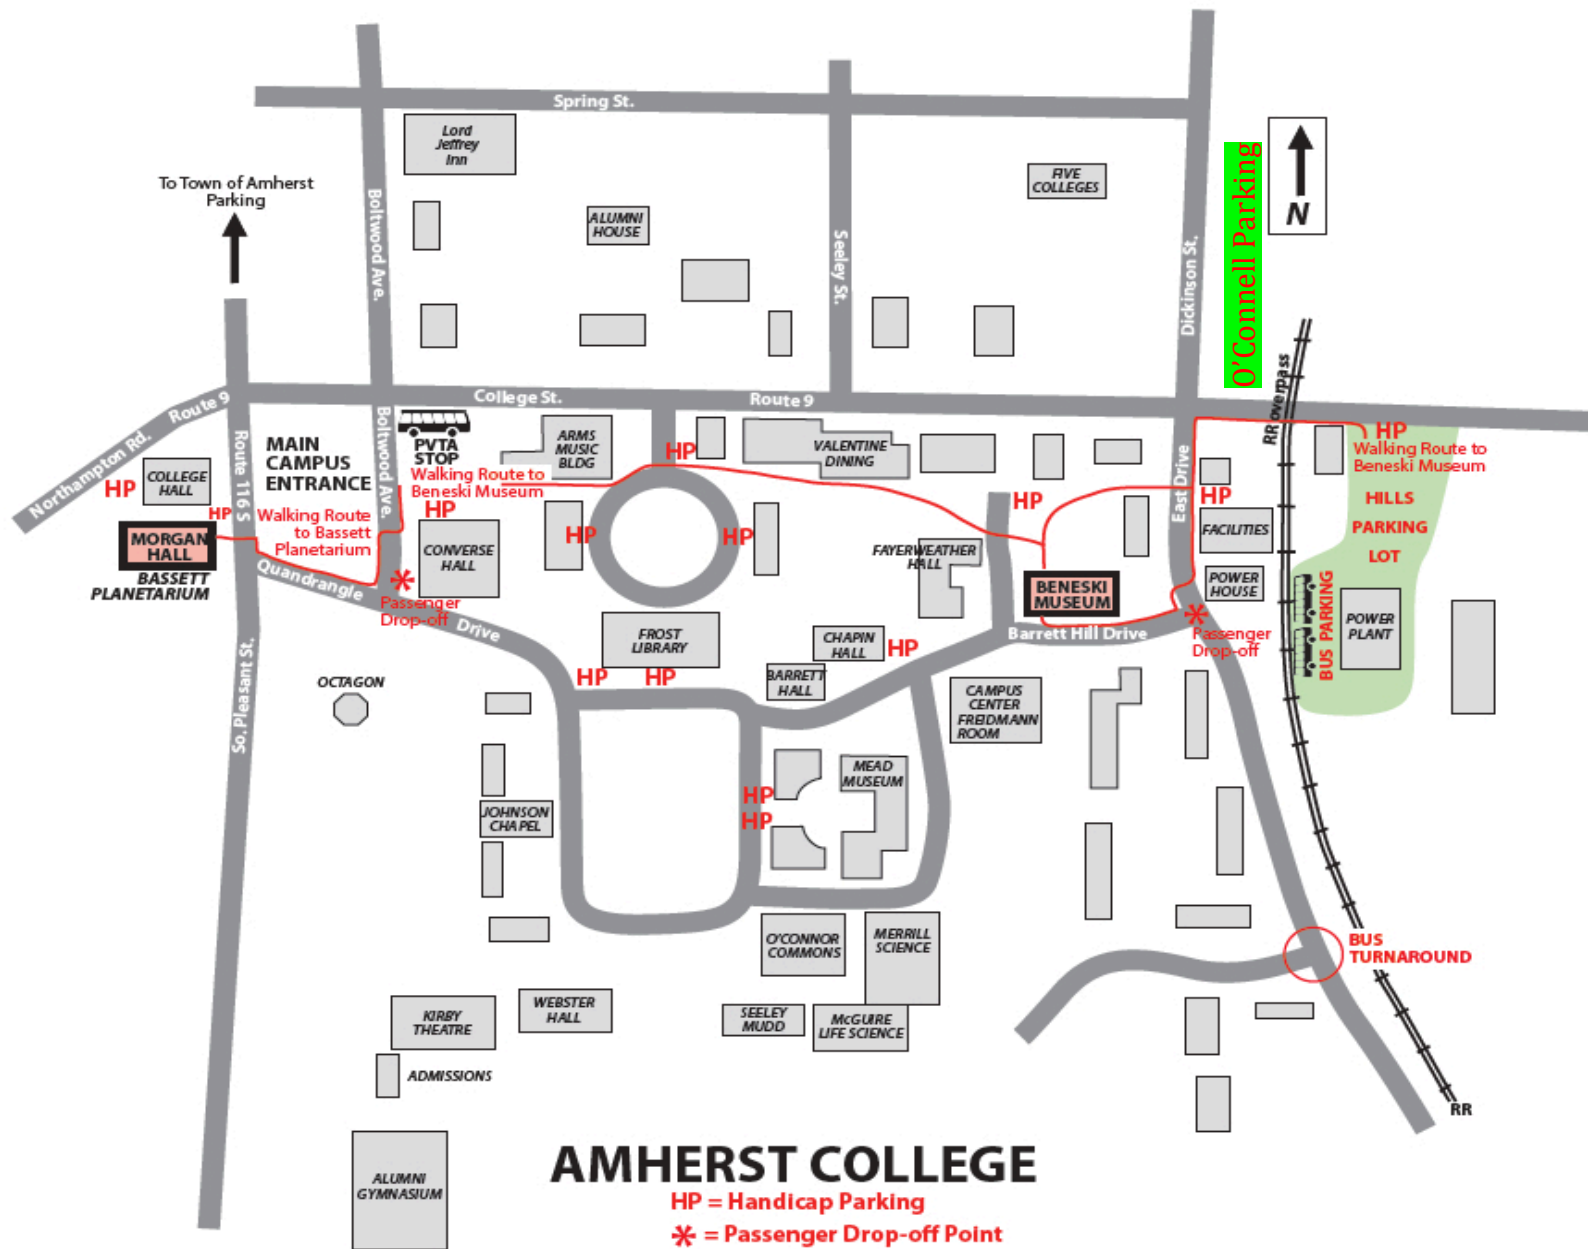 Spring St.
Lord
Jeffrey
Inn
To Town of Amherst
Parking
Boltwood Ave.
ALUMNI
HOUSE
Seeley St.
FIVE
COLLEGES
Dickinson St.
O'Connell Parking
N
Northampton Rd.
Route 9
College St.
Route 9
RR overpass
Route 116 S
MAIN
CAMPUS
ENTRANCE
Boltwood Ave.
PVTA
STOP
ARMS
MUSIC
BLDG
HP
VALENTINE
DINING
East Drive
HP
Walking Route to
Beneski Museum
HILLS
PARKING
LOT
HP
COLLEGE
HALL
HP
Walking Route to
Beneski Museum
HP
Walking Route
to Bassett
Planetarium
MORGAN
HALL
BASSETT
PLANETARIUM
Quandrangle
Drive
CONVERSE
HALL
Passenger
Drop-off
HP
HP
HP
HP
FACILITIES
FAYERWEATHER
HALL
BENESKI
MUSEUM
POWER
HOUSE
BUS PARKING
POWER
PLANT
Passenger
Drop-off
Barrett Hill Drive
FROST
LIBRARY
CHAPIN
HALL
HP
HP
HP
BARRETT
HALL
CAMPUS
CENTER
FREIDMANN
ROOM
OCTAGON
So. Pleasant St.
MEAD
MUSEUM
HP
HP
JOHNSON
CHAPEL
O'CONNOR
COMMONS
MERRILL
SCIENCE
BUS
TURNAROUND
KIRBY
THEATRE
WEBSTER
HALL
SEELEY
MUDD
McGUIRE
LIFE SCIENCE
ADMISSIONS
RR
ALUMNI
GYMNASIUM
AMHERST COLLEGE
HP = Handicap Parking
* = Passenger Drop-off Point